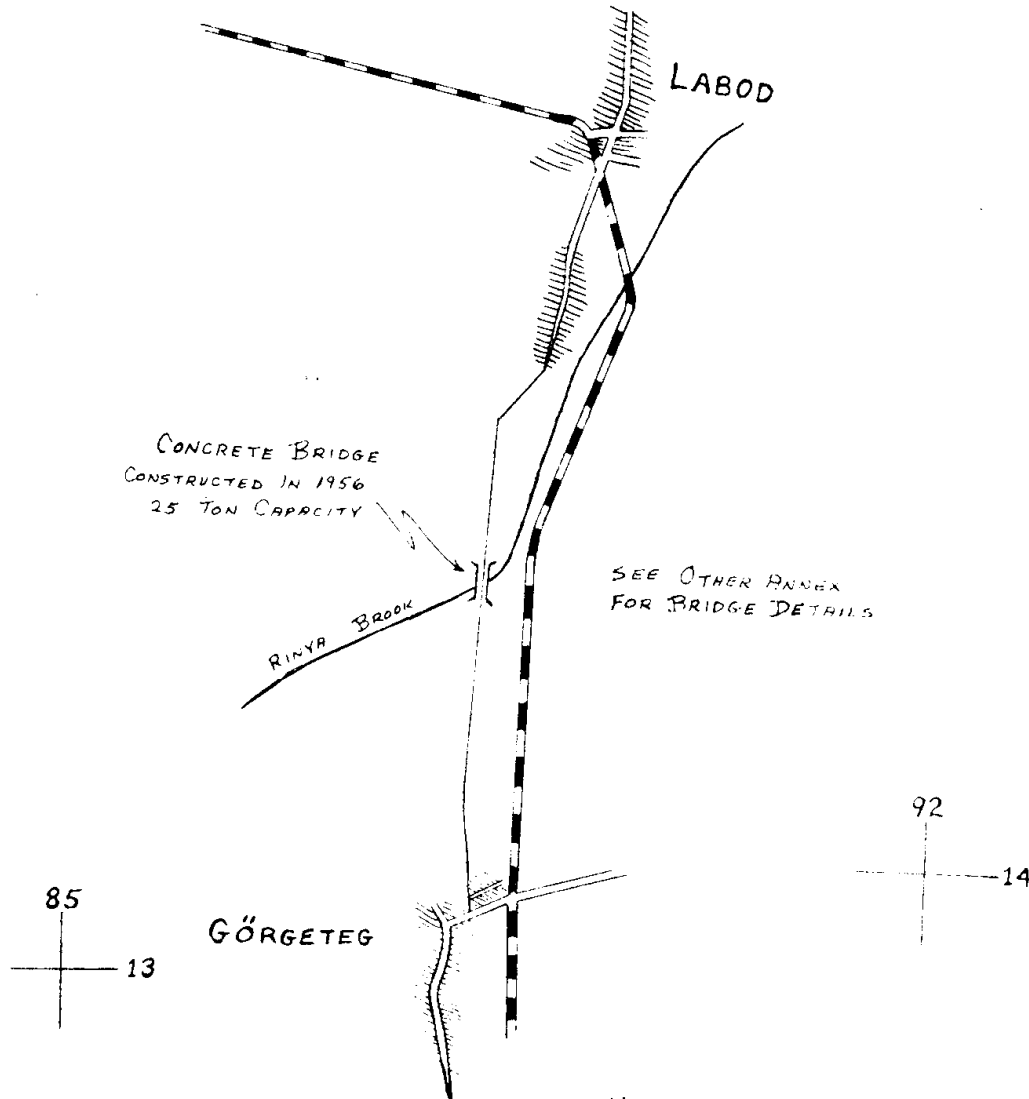 LABOD
CONCRETE BRIDGE
CONSTRUCTED IN 1956
25 TON CAPACITY
SEE OTHER ANNEX
FOR BRIDGE DETAILS
RINYA BROOK
92
14
85
GÖRGETEG
13